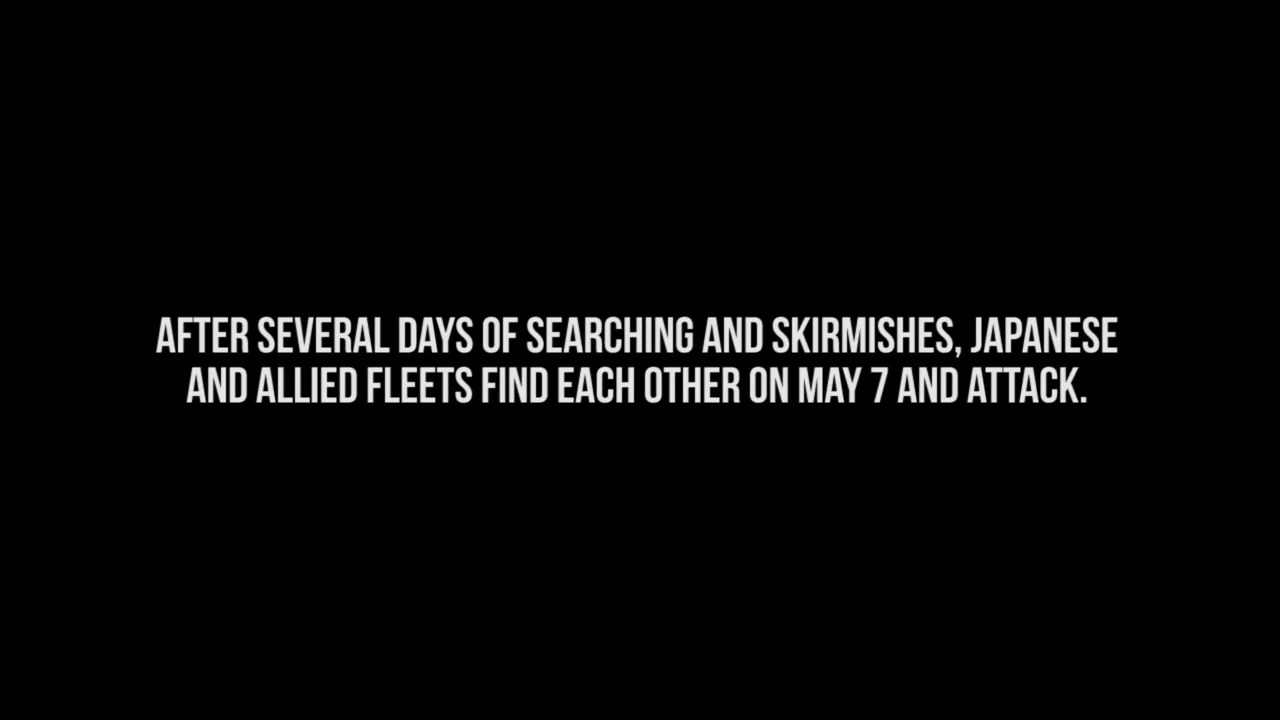 AFTER SEVERAL DAYS OF SEARCHING AND SKIRMISHES, JAPANESE
AND ALLIED FLEETS FIND EACH OTHER ON MAY 7 AND ATTACK.